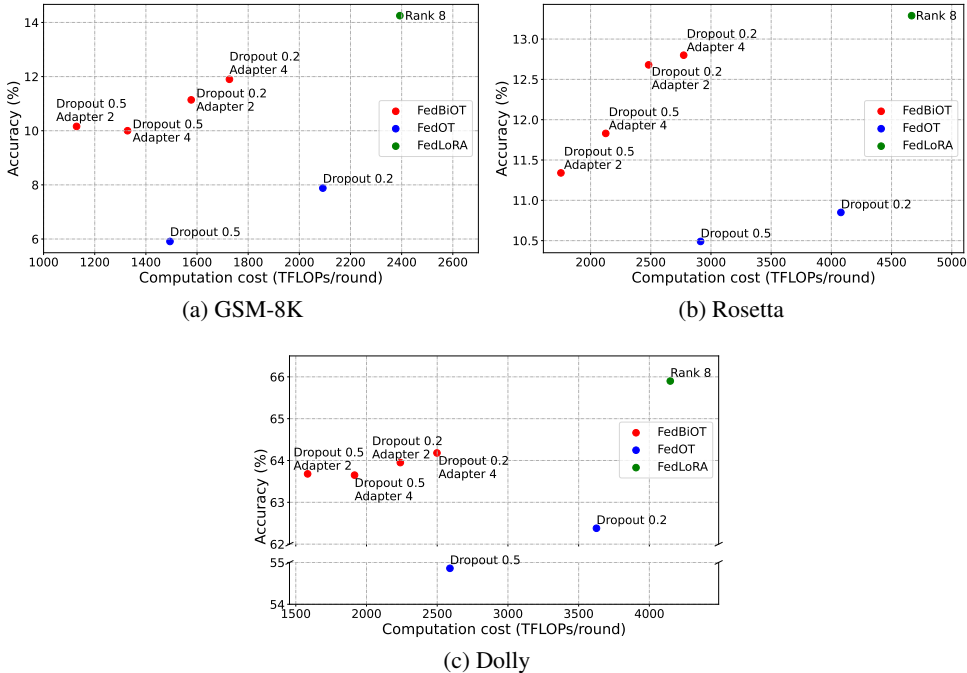 14
12
10
8
6
Accuracy (%)
Rank 8
Dropout 0.2
Adapter 4
Dropout 0.2
Adapter 2
Dropout 0.5
Adapter 2
Dropout 0.5
Adapter 4
Dropout 0.2
Dropout 0.5
FedBiOT
FedOT
FedLoRA
1000 1200 1400 1600 1800 2000 2200 2400 2600
Computation cost (TFLOPs/round)
(a) GSM-8K
13.0
12.5
12.0
11.5
11.0
10.5
Accuracy (%)
Rank 8
Dropout 0.2
Adapter 4
Dropout 0.2
Adapter 2
Dropout 0.5
Adapter 4
Dropout 0.5
Adapter 2
Dropout 0.2
Dropout 0.5
FedBiOT
FedOT
FedLoRA
2000 2500 3000 3500 4000 4500 5000
Computation cost (TFLOPs/round)
(b) Rosetta
66
65
64
63
62
55
54
Accuracy (%)
Rank 8
Dropout 0.5
Adapter 2
Dropout 0.2
Adapter 2
Dropout 0.2
Adapter 4
Dropout 0.5
Adapter 4
Dropout 0.2
Dropout 0.5
FedBiOT
FedOT
FedLoRA
1500 2000 2500 3000 3500 4000
Computation cost (TFLOPs/round)
(c) Dolly